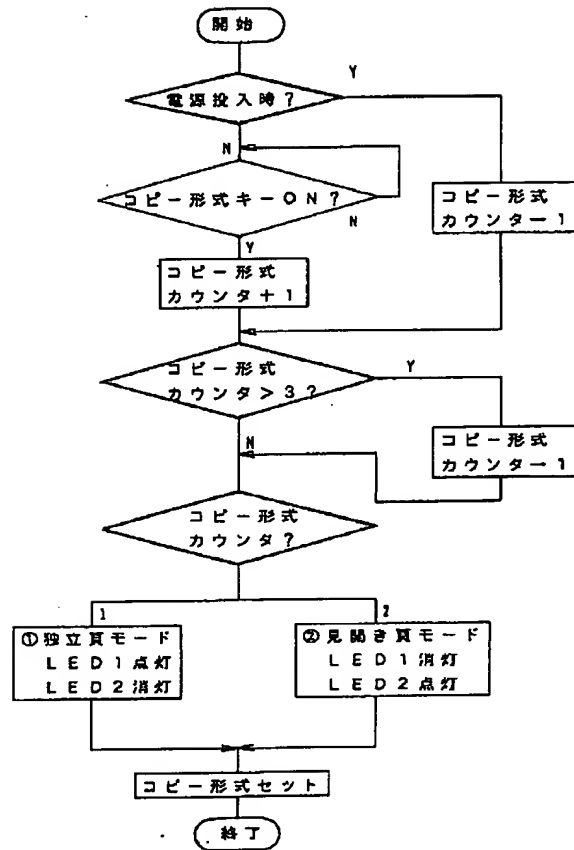 開始
電源投入時?
Y
N
コピー形式キーON?
N
Y
コピー形式
カウンタ←1
コピー形式
カウンタ+1
コピー形式
カウンタ>3?
Y
N
コピー形式
カウンタ←1
コピー形式
カウンタ?
1
2
①独立頁モード
LED1点灯
LED2消灯
②見開き頁モード
LED1消灯
LED2点灯
コピー形式セット
終了